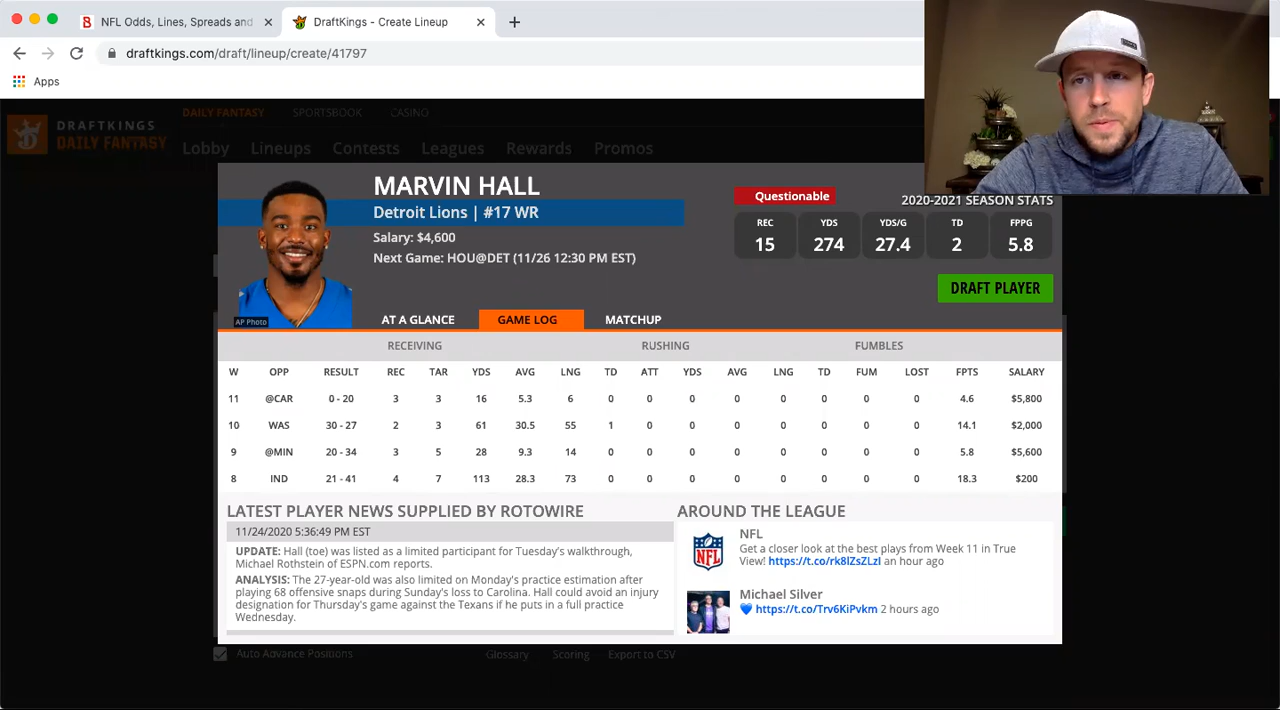 NFL Odds, Lines, Spreads and
DraftKings - Create Lineup
draftkings.com/draft/lineup/create/41797
Apps
DAILY FANTASY SPORTSBOOK CASINO
DRAFTKINGS
DAILY FANTASY
Lobby Lineups Contests Leagues Rewards Promos
MARVIN HALL
Detroit Lions | #17 WR
Salary: $4,600
Next Game: HOU@DET (11/26 12:30 PM EST)
AP Photo
Questionable
2020-2021 SEASON STATS
REC YDS YDS/G TD FPPG
15 274 27.4 2 5.8
DRAFT PLAYER
AT A GLANCE GAME LOG MATCHUP
RECEIVING RUSHING FUMBLES
W OPP RESULT REC TAR YDS AVG LNG TD ATT YDS AVG LNG TD FUM LOST FPTS SALARY
11 @CAR 0 - 20 3 3 16 5.3 6 0 0 0 0 0 0 0 0 4.6 $5,800
10 WAS 30 - 27 2 3 61 30.5 55 1 0 0 0 0 0 0 0 14.1 $2,000
9 @MIN 20 - 34 3 5 28 9.3 14 0 0 0 0 0 0 0 0 5.8 $5,600
8 IND 21 - 41 4 7 113 28.3 73 0 0 0 0 0 0 0 0 18.3 $200
LATEST PLAYER NEWS SUPPLIED BY ROTOWIRE
11/24/2020 5:36:49 PM EST
UPDATE: Hall (toe) was listed as a limited participant for Tuesday's walkthrough,
Michael Rothstein of ESPN.com reports.
ANALYSIS: The 27-year-old was also limited on Monday's practice estimation after
playing 68 offensive snaps during Sunday's loss to Carolina. Hall could avoid an injury
designation for Thursday's game against the Texans if he puts in a full practice
Wednesday.
AROUND THE LEAGUE
NFL
Get a closer look at the best plays from Week 11 in True
View! https://t.co/rk8lZsZLzl an hour ago
Michael Silver
💙 https://t.co/Trv6KiPvkm 2 hours ago
Auto Advance Positions
Glossary Scoring Export to CSV